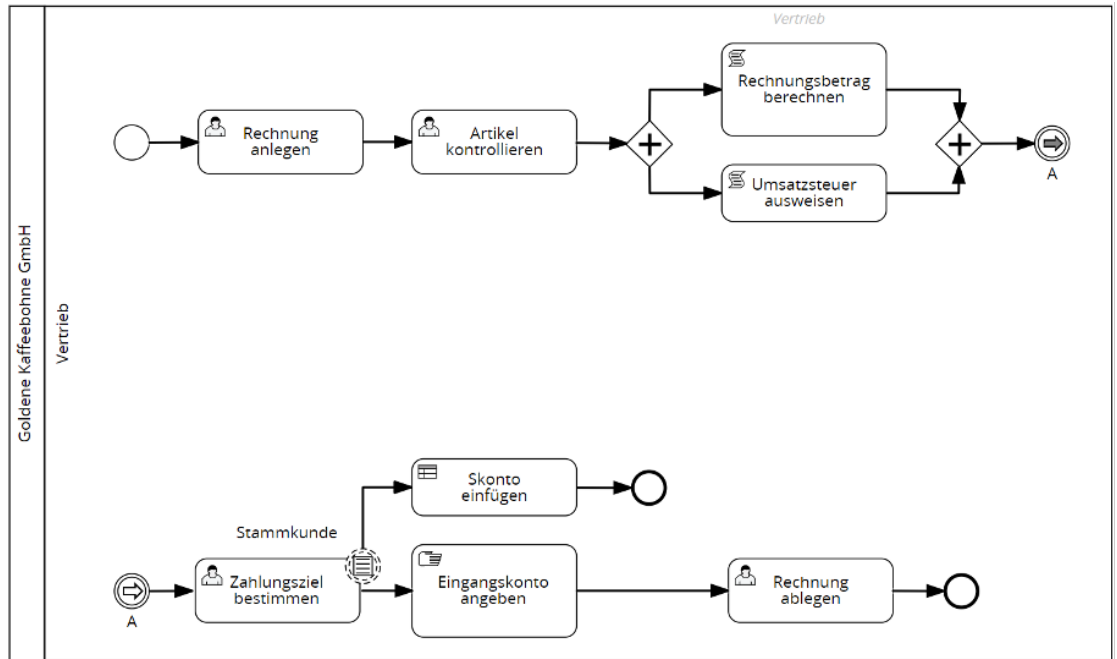 Goldene Kaffeebohne GmbH
Vertrieb
Vertrieb
Rechnung
anlegen
Artikel
kontrollieren
Rechnungsbetrag
berechnen
Umsatzsteuer
ausweisen
A
Stammkunde
Skonto
einfügen
A
Zahlungsziel
bestimmen
Eingangskonto
angeben
Rechnung
ablegen